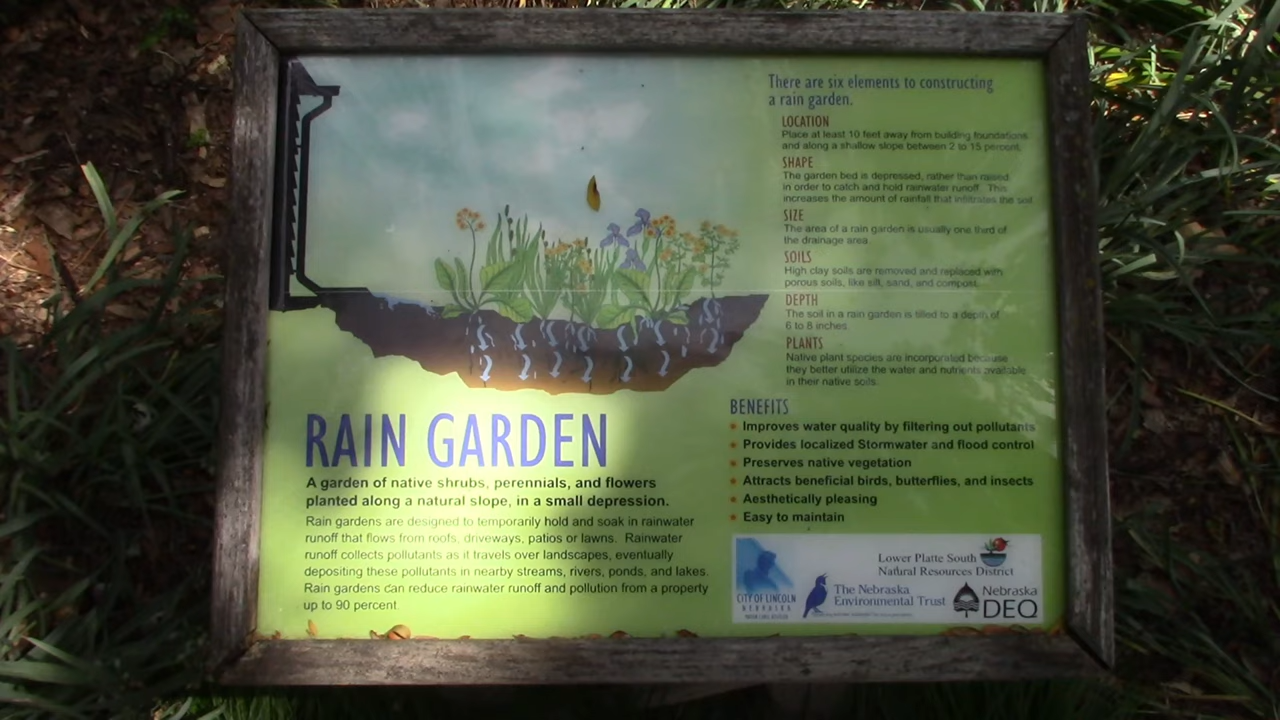 There are six elements to constructing
a rain garden.
LOCATION
Place at least 10 feet away from building foundations
and along a shallow slope between 2 to 15 percent.
SHAPE
The garden bed is depressed, rather than raised
in order to catch and hold rainwater runoff. This
increases the amount of rainfall that infiltrates the soil.
SIZE
The area of a rain garden is usually one third of
the drainage area.
SOILS
High clay soils are removed and replaced with
porous soils, like silt, sand, and compost.
DEPTH
The soil in a rain garden is tilled to a depth of
6 to 8 inches.
PLANTS
Native plant species are incorporated because
they better utilize the water and nutrients available
in their native soils.
RAIN GARDEN
A garden of native shrubs, perennials, and flowers
planted along a natural slope, in a small depression.
Rain gardens are designed to temporarily hold and soak in rainwater
runoff that flows from roofs, driveways, patios or lawns. Rainwater
runoff collects pollutants as it travels over landscapes, eventually
depositing these pollutants in nearby streams, rivers, ponds, and lakes.
Rain gardens can reduce rainwater runoff and pollution from a property
up to 90 percent.
BENEFITS
Improves water quality by filtering out pollutants
Provides localized Stormwater and flood control
Preserves native vegetation
Attracts beneficial birds, butterflies, and insects
Aesthetically pleasing
Easy to maintain
CITY OF LINCOLN
NEBRASKA
The Nebraska
Environmental Trust
Lower Platte South
Natural Resources District
Nebraska
DEQ